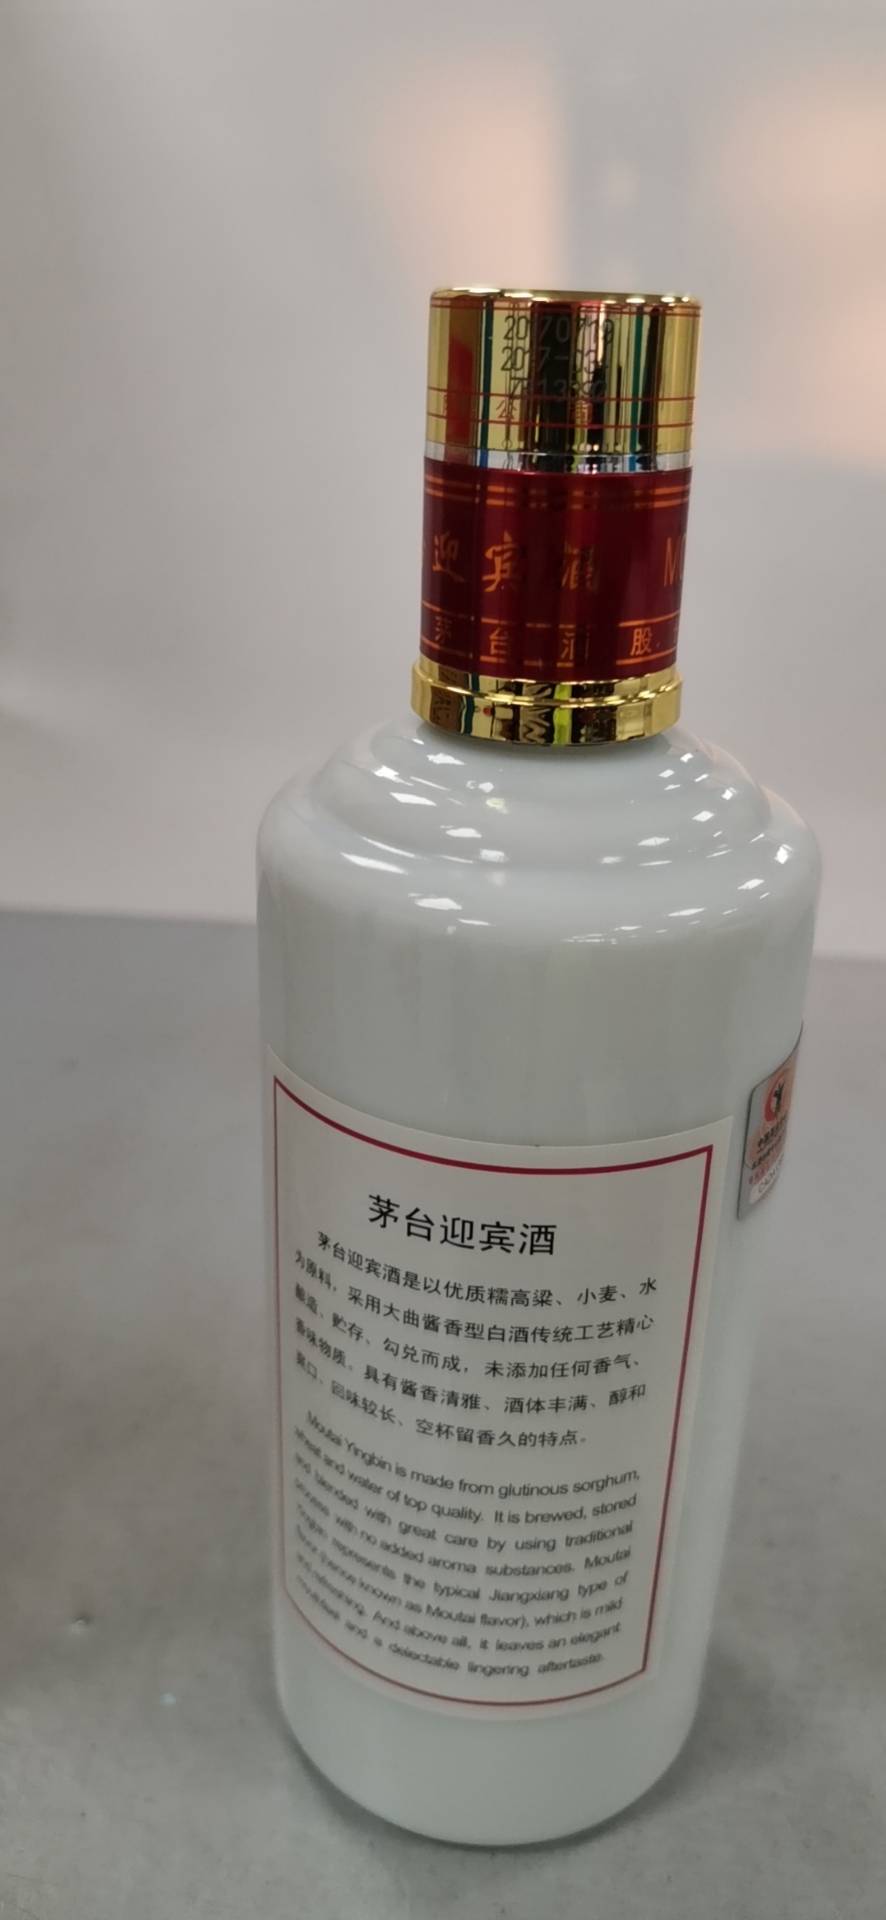 20170719
2017-03
公司
迎宾酒 MO
茅台酒股
茅台迎宾酒
茅台迎宾酒是以优质糯高粱、小麦、水
为原料，采用大曲酱香型白酒传统工艺精心
酿造、贮存、勾兑而成，未添加任何香气、
香味物质。具有酱香清雅、酒体丰满、醇和
爽口、回味较长、空杯留香久的特点。
Moutai Yingbin is made from glutinous sorghum,
wheat and water of top quality. It is brewed, stored
and blended with great care by using traditional
process with no added aroma substances. Moutai
Yingbin represents the typical Jiangxiang type of
flavor (hence known as Moutai flavor), which is mild
and refreshing. And above all, it leaves an elegant
mouthfeel and a delectable lingering aftertaste.